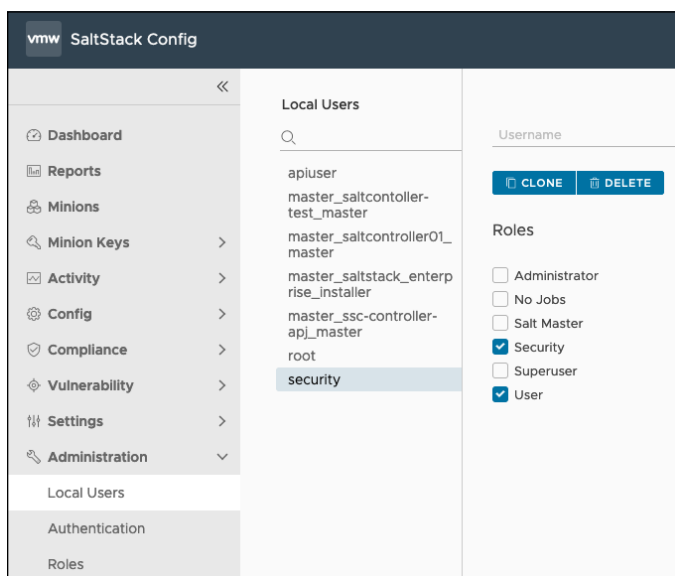 vmw SaltStack Config
Dashboard
Reports
Minions
Minion Keys
Activity
Config
Compliance
Vulnerability
Settings
Administration
Local Users
Authentication
Roles
Local Users
apiuser
master_saltcontoller-
test_master
master_saltcontroller01_
master
master_saltstack_enterp
rise_installer
master_ssc-controller-
apj_master
root
security
Username
CLONE DELETE
Roles
Administrator
No Jobs
Salt Master
Security
Superuser
User